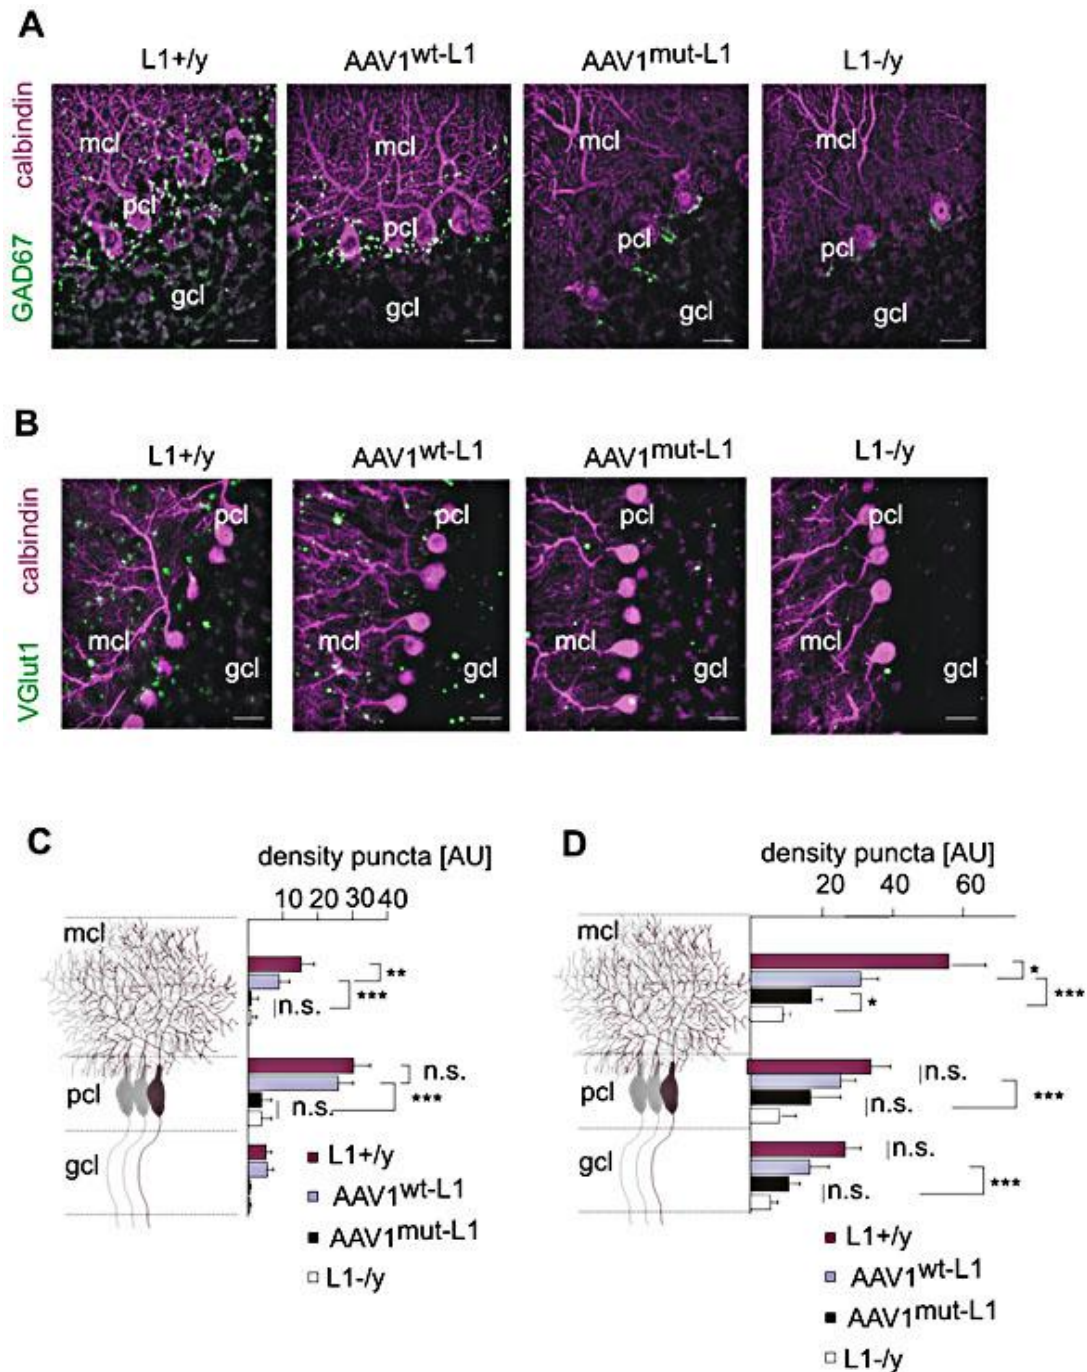 A
L1+/y
AAV1wt-L1
AAV1mut-L1
L1-/y
GAD67 calbindin
mcl
pcl
gcl
mcl
pcl
gcl
mcl
pcl
gcl
mcl
pcl
gcl
B
L1+/y
AAV1wt-L1
AAV1mut-L1
L1-/y
VGlut1 calbindin
pcl
mcl
gcl
pcl
mcl
gcl
pcl
mcl
gcl
pcl
mcl
gcl
C
density puncta [AU]
10 20 30 40
mcl
**
***
n.s.
pcl
n.s.
***
n.s.
gcl
L1+/y
AAV1wt-L1
AAV1mut-L1
L1-/y
D
density puncta [AU]
20 40 60
mcl
*
***
*
pcl
n.s.
***
n.s.
gcl
n.s.
***
n.s.
L1+/y
AAV1wt-L1
AAV1mut-L1
L1-/y